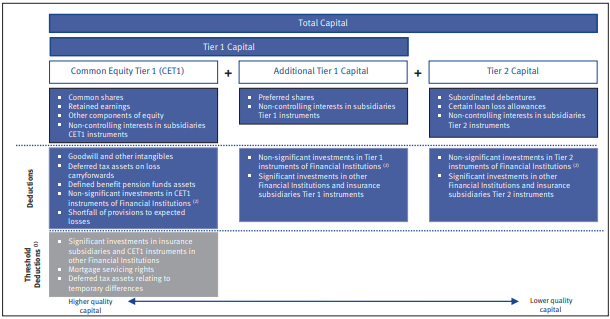 Total Capital
Tier 1 Capital
Common Equity Tier 1 (CET1)
+
Additional Tier 1 Capital
+
Tier 2 Capital
▪ Common shares
▪ Retained earnings
▪ Other components of equity
▪ Non-controlling interests in subsidiaries
CET1 instruments
▪ Preferred shares
▪ Non-controlling interests in subsidiaries
Tier 1 instruments
▪ Subordinated debentures
▪ Certain loan loss allowances
▪ Non-controlling interests in subsidiaries
Tier 2 instruments
Deductions
▪ Goodwill and other intangibles
▪ Deferred tax assets on loss
carryforwards
▪ Defined benefit pension funds assets
▪ Non-significant investments in CET1
instruments of Financial Institutions (2)
▪ Shortfall of provisions to expected
losses
▪ Non-significant investments in Tier 1
instruments of Financial Institutions (2)
▪ Significant investments in other
Financial Institutions and insurance
subsidiaries Tier 1 instruments
▪ Non-significant investments in Tier 2
instruments of Financial Institutions (2)
▪ Significant investments in other
Financial Institutions and insurance
subsidiaries Tier 2 instruments
Threshold
Deductions (1)
▪ Significant investments in insurance
subsidiaries and CET1 instruments in
other Financial Institutions
▪ Mortgage servicing rights
▪ Deferred tax assets relating to
temporary differences
Higher quality
capital
Lower quality
capital